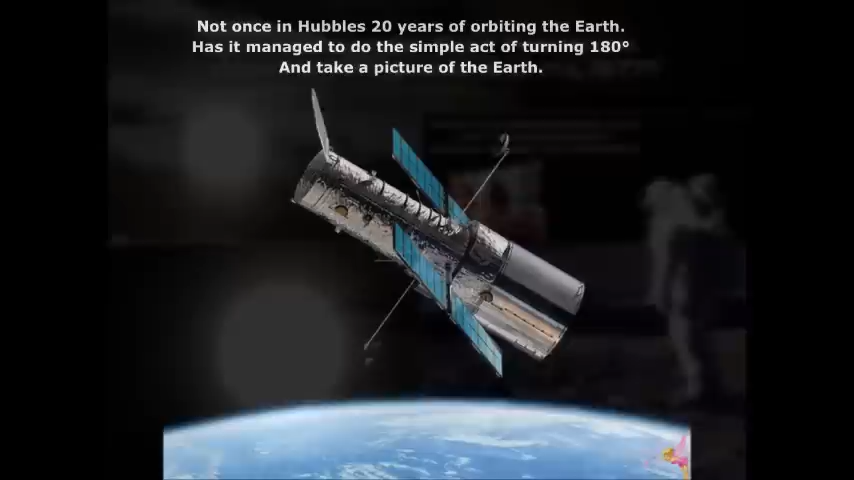 Not once in Hubbles 20 years of orbiting the Earth.
Has it managed to do the simple act of turning 180°
And take a picture of the Earth.